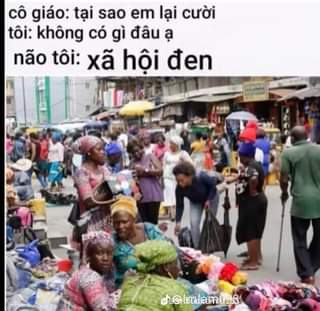 cô giáo: tại sao em lại cười
tôi: không có gì đâu ạ
não tôi: xã hội đen